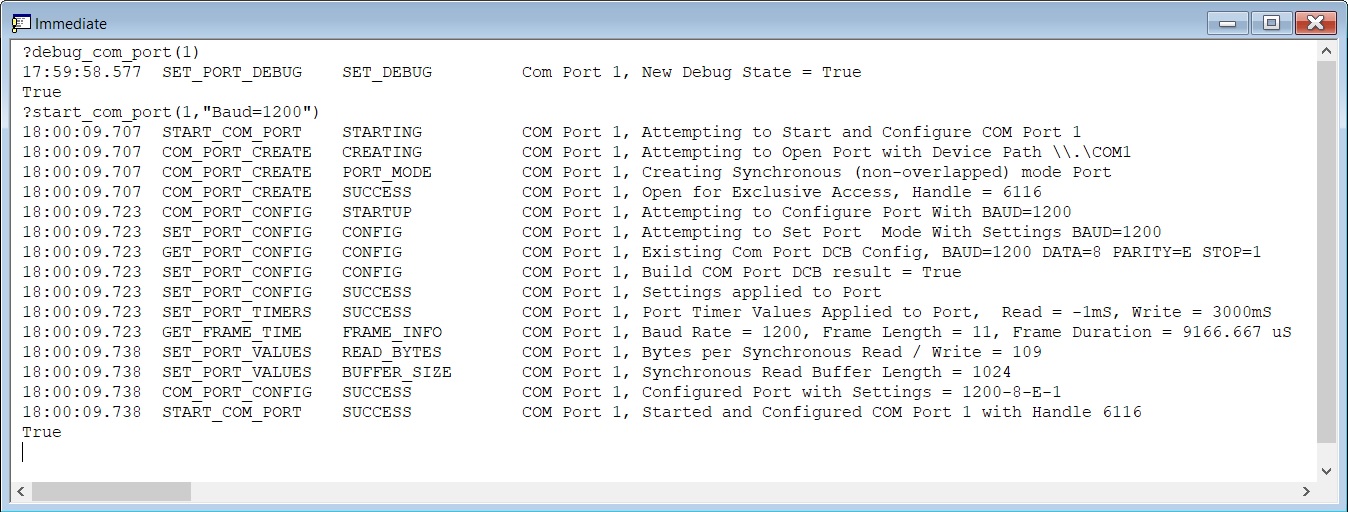 Immediate
?debug_com_port(1)
17:59:58.577  SET_PORT_DEBUG    SET_DEBUG         Com Port 1, New Debug State = True
True
?start_com_port(1,"Baud=1200")
18:00:09.707  START_COM_PORT    STARTING          COM Port 1, Attempting to Start and Configure COM Port 1
18:00:09.707  COM_PORT_CREATE   CREATING          COM Port 1, Attempting to Open Port with Device Path \\.\COM1
18:00:09.707  COM_PORT_CREATE   PORT_MODE         COM Port 1, Creating Synchronous (non-overlapped) mode Port
18:00:09.707  COM_PORT_CREATE   SUCCESS           COM Port 1, Open for Exclusive Access, Handle = 6116
18:00:09.723  COM_PORT_CONFIG   STARTUP           COM Port 1, Attempting to Configure Port With BAUD=1200
18:00:09.723  SET_PORT_CONFIG   CONFIG            COM Port 1, Attempting to Set Port  Mode With Settings BAUD=1200
18:00:09.723  GET_PORT_CONFIG   CONFIG            COM Port 1, Existing Com Port DCB Config, BAUD=1200 DATA=8 PARITY=E STOP=1
18:00:09.723  SET_PORT_CONFIG   CONFIG            COM Port 1, Build COM Port DCB result = True
18:00:09.723  SET_PORT_CONFIG   SUCCESS           COM Port 1, Settings applied to Port
18:00:09.723  SET_PORT_TIMERS   SUCCESS           COM Port 1, Port Timer Values Applied to Port,  Read = -1mS, Write = 3000mS
18:00:09.723  GET_FRAME_TIME    FRAME_INFO        COM Port 1, Baud Rate = 1200, Frame Length = 11, Frame Duration = 9166.667 uS
18:00:09.738  SET_PORT_VALUES   READ_BYTES        COM Port 1, Bytes per Synchronous Read / Write = 109
18:00:09.738  SET_PORT_VALUES   BUFFER_SIZE       COM Port 1, Synchronous Read Buffer Length = 1024
18:00:09.738  COM_PORT_CONFIG   SUCCESS           COM Port 1, Configured Port with Settings = 1200-8-E-1
18:00:09.738  START_COM_PORT    SUCCESS           COM Port 1, Started and Configured COM Port 1 with Handle 6116
True